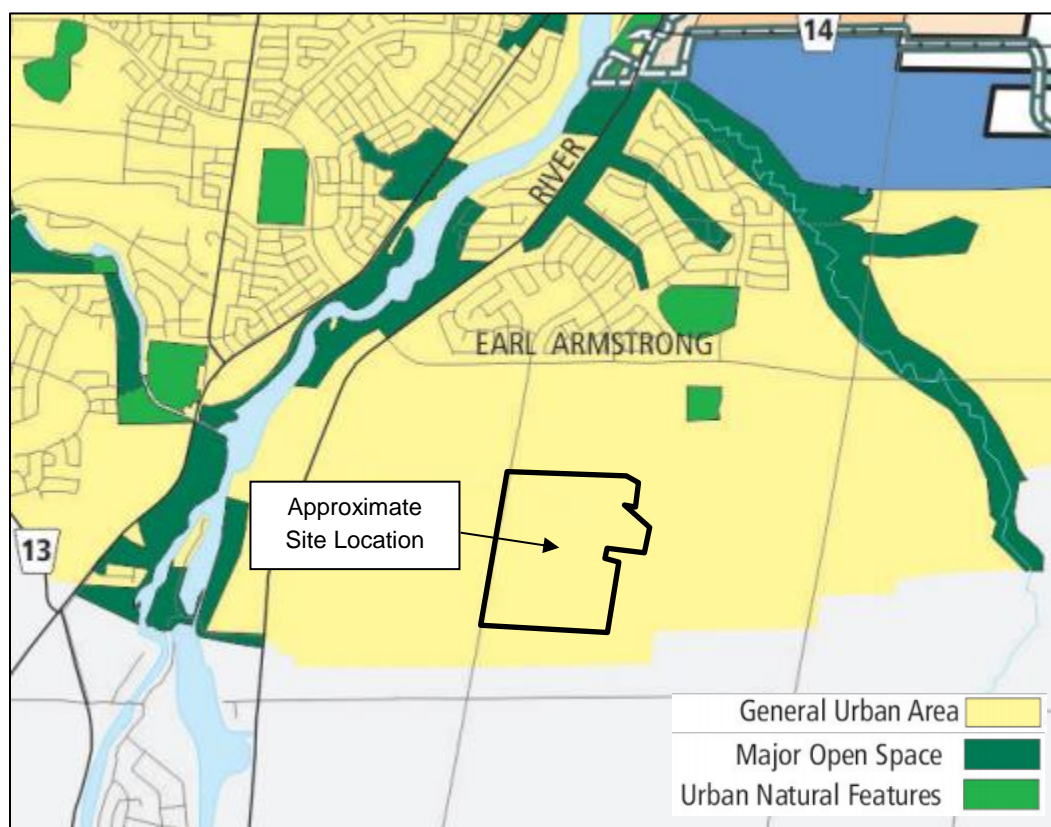 14
RIVER
EARL ARMSTRONG
Approximate
Site Location
13
General Urban Area
Major Open Space
Urban Natural Features